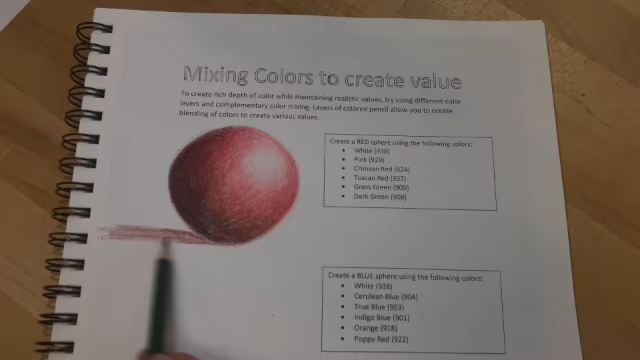 Mixing Colors to create value
To create rich depth of color while maintaining realistic values, try using different color
layers and complementary color mixing. Layers of colored pencil allow you to create
blending of colors to create various values.
Create a RED sphere using the following colors:
• White (938)
• Pink (929)
• Crimson Red (924)
• Tuscan Red (937)
• Grass Green (909)
• Dark Green (908)
Create a BLUE sphere using the following colors:
• White (938)
• Cerulean Blue (904)
• True Blue (903)
• Indigo Blue (901)
• Orange (918)
• Poppy Red (922)